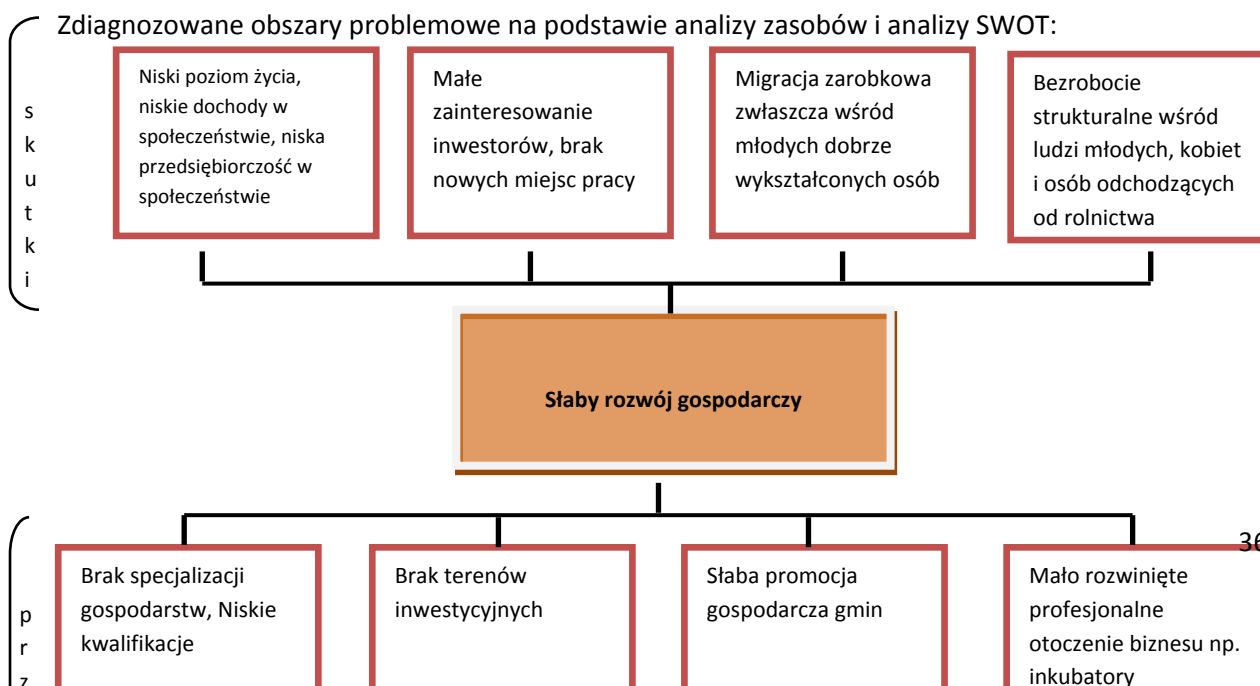 Zdiagnozowane obszary problemowe na podstawie analizy zasobów i analizy SWOT:
s
k
u
t
k
i
Niski poziom życia,
niskie dochody w
społeczeństwie, niska
przedsiębiorczość w
społeczeństwie
Małe
zainteresowanie
inwestorów, brak
nowych miejsc pracy
Migracja zarobkowa
zwłaszcza wśród
młodych dobrze
wykształconych osób
Bezrobocie
strukturalne wśród
ludzi młodych, kobiet
i osób odchodzących
od rolnictwa
Słaby rozwój gospodarczy
36
p
r
z
Brak specjalizacji
gospodarstw, Niskie
kwalifikacje
Brak terenów
inwestycyjnych
Słaba promocja
gospodarcza gmin
Mało rozwinięte
profesjonalne
otoczenie biznesu np.
inkubatory